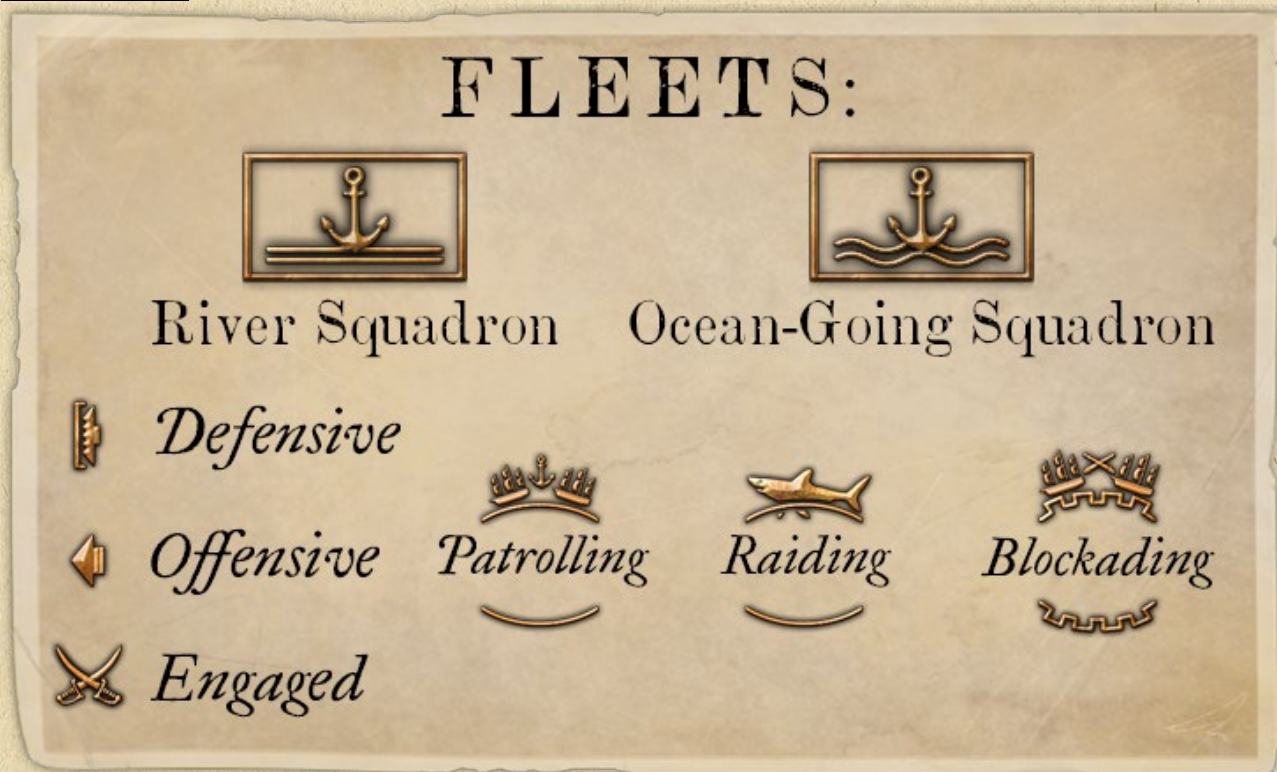 FLEETS:
River Squadron
Ocean-Going Squadron
Defensive
Offensive
Patrolling
Raiding
Blockading
Engaged